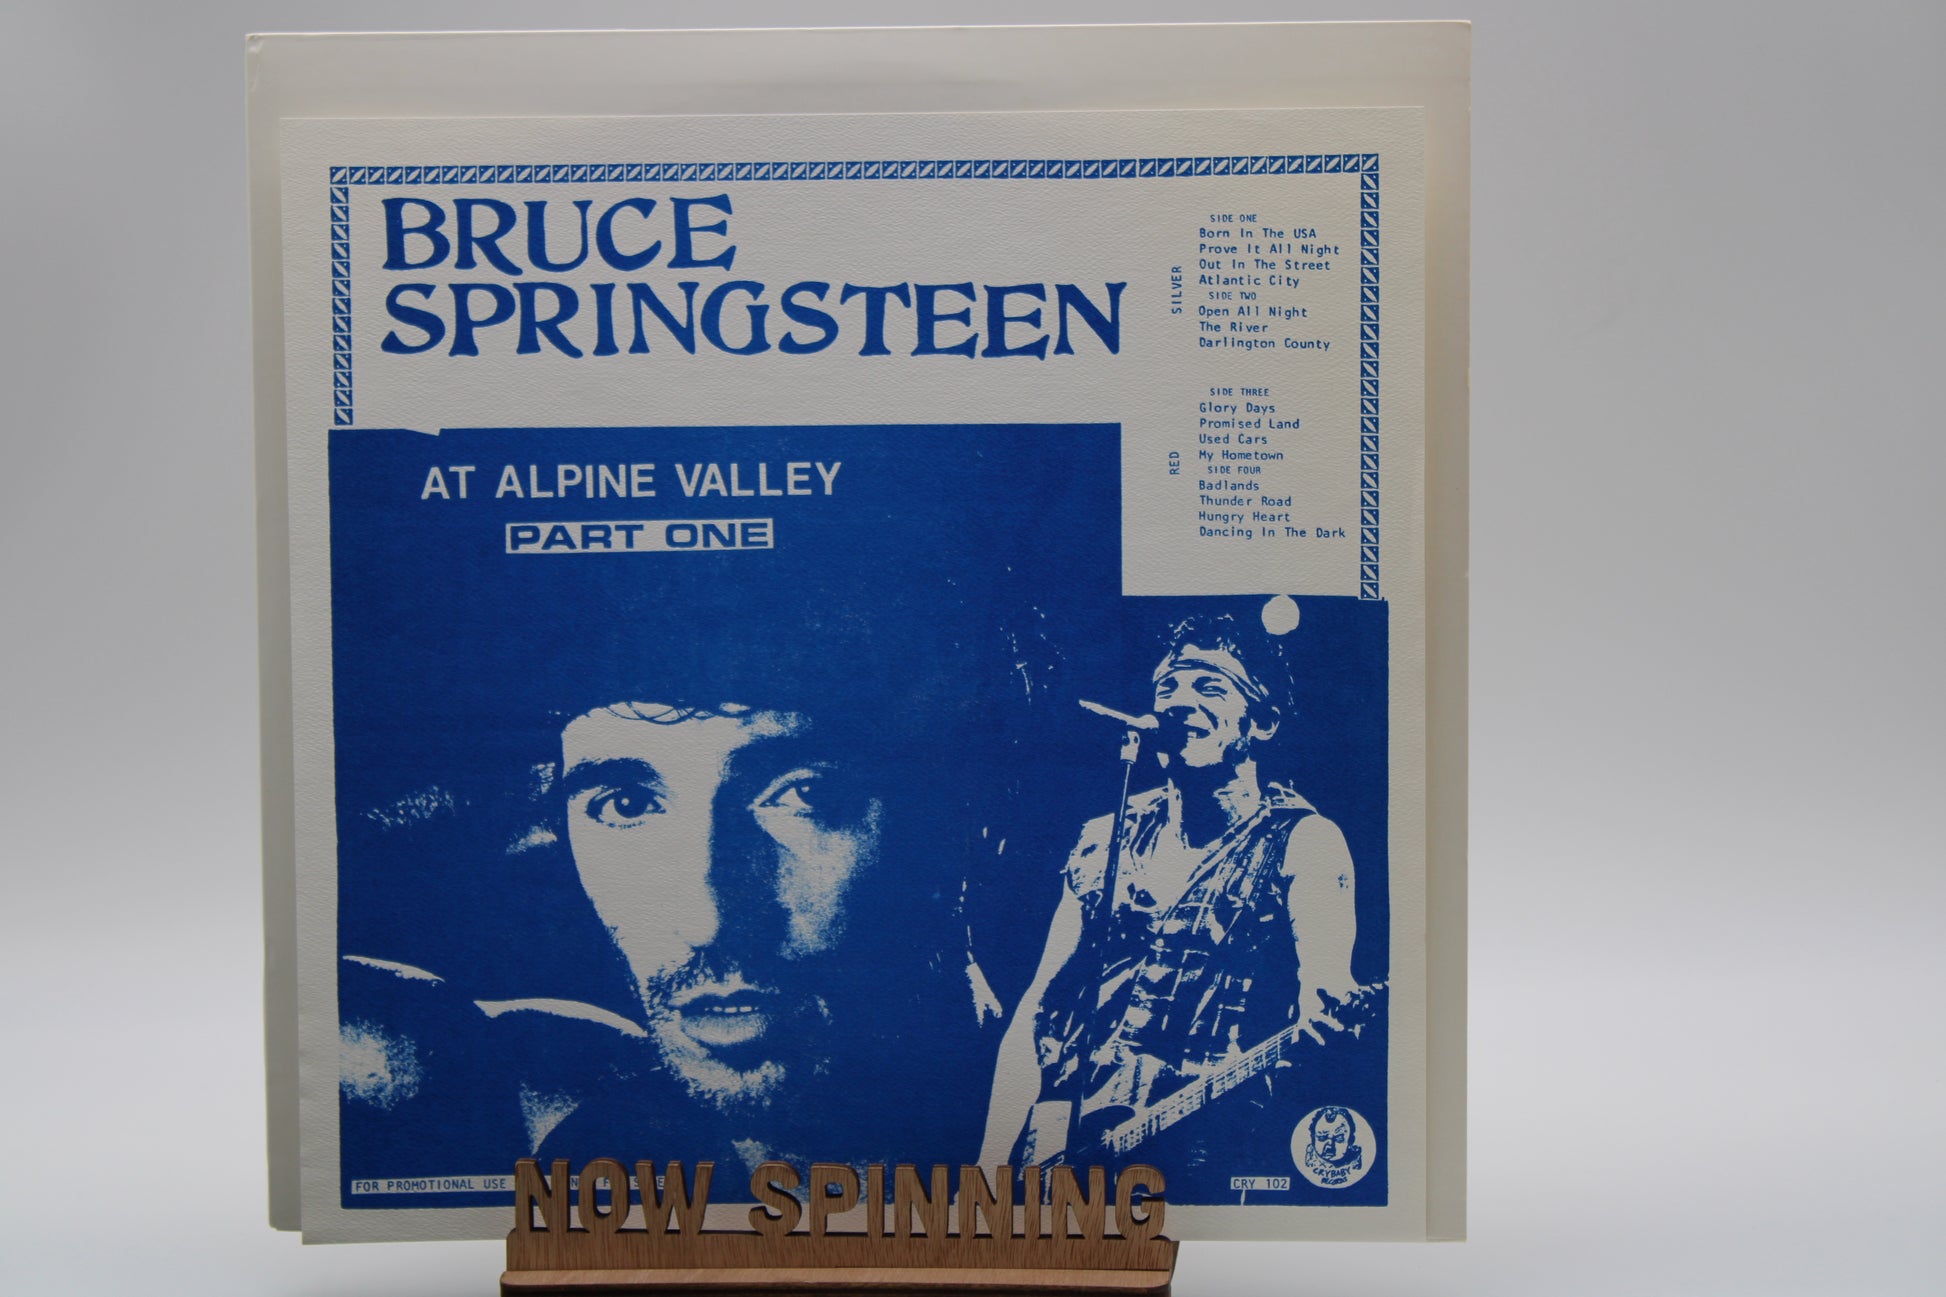 BRUCE
SPRINGSTEEN
AT ALPINE VALLEY
PART ONE
SILVER
SIDE ONE
Born In The USA
Prove It All Night
Out In The Street
Atlantic City
SIDE TWO
Open All Night
The River
Darlington County
RED
SIDE THREE
Glory Days
Promised Land
Used Cars
My Hometown
SIDE FOUR
Badlands
Thunder Road
Hungry Heart
Dancing In The Dark
FOR PROMOTIONAL USE
CRY 102
CRYBABY
RECORDS
NOW SPINNING